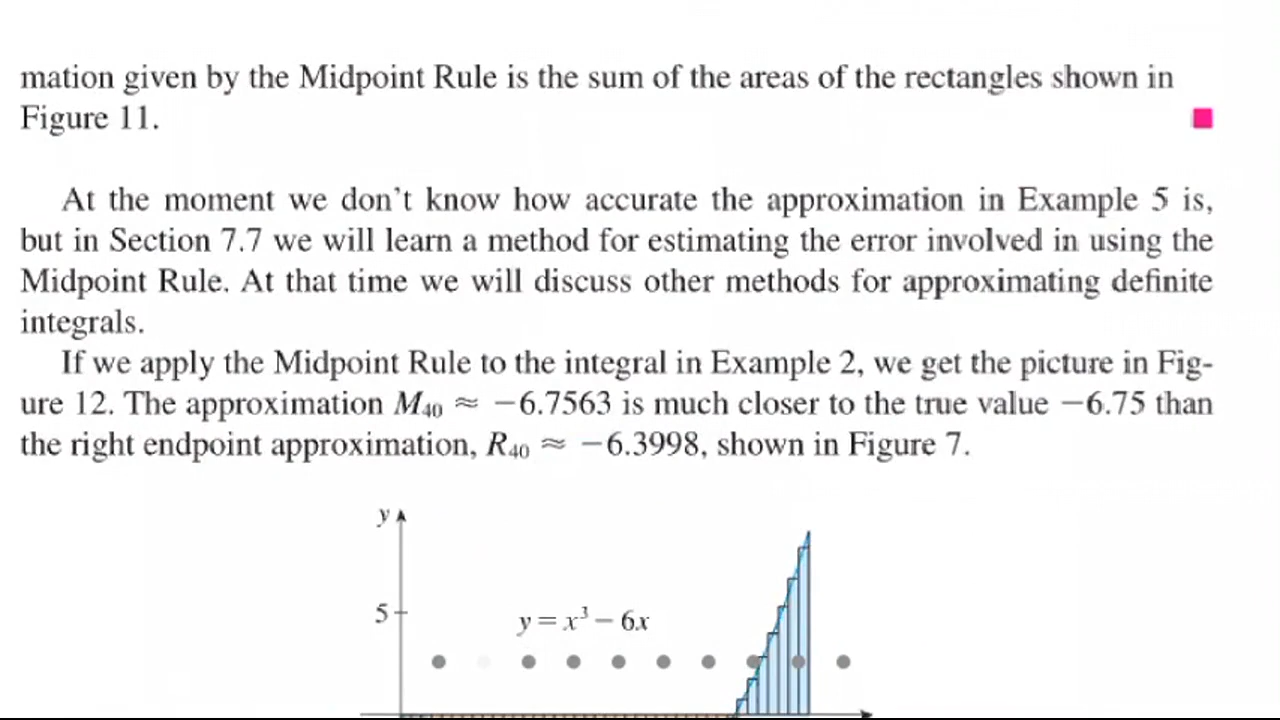 mation given by the Midpoint Rule is the sum of the areas of the rectangles shown in
Figure 11.
At the moment we don't know how accurate the approximation in Example 5 is,
but in Section 7.7 we will learn a method for estimating the error involved in using the
Midpoint Rule. At that time we will discuss other methods for approximating definite
integrals.
If we apply the Midpoint Rule to the integral in Example 2, we get the picture in Fig-
ure 12. The approximation M₄₀ ≈ −6.7563 is much closer to the true value −6.75 than
the right endpoint approximation, R₄₀ ≈ −6.3998, shown in Figure 7.
y
5
y = x³ − 6x